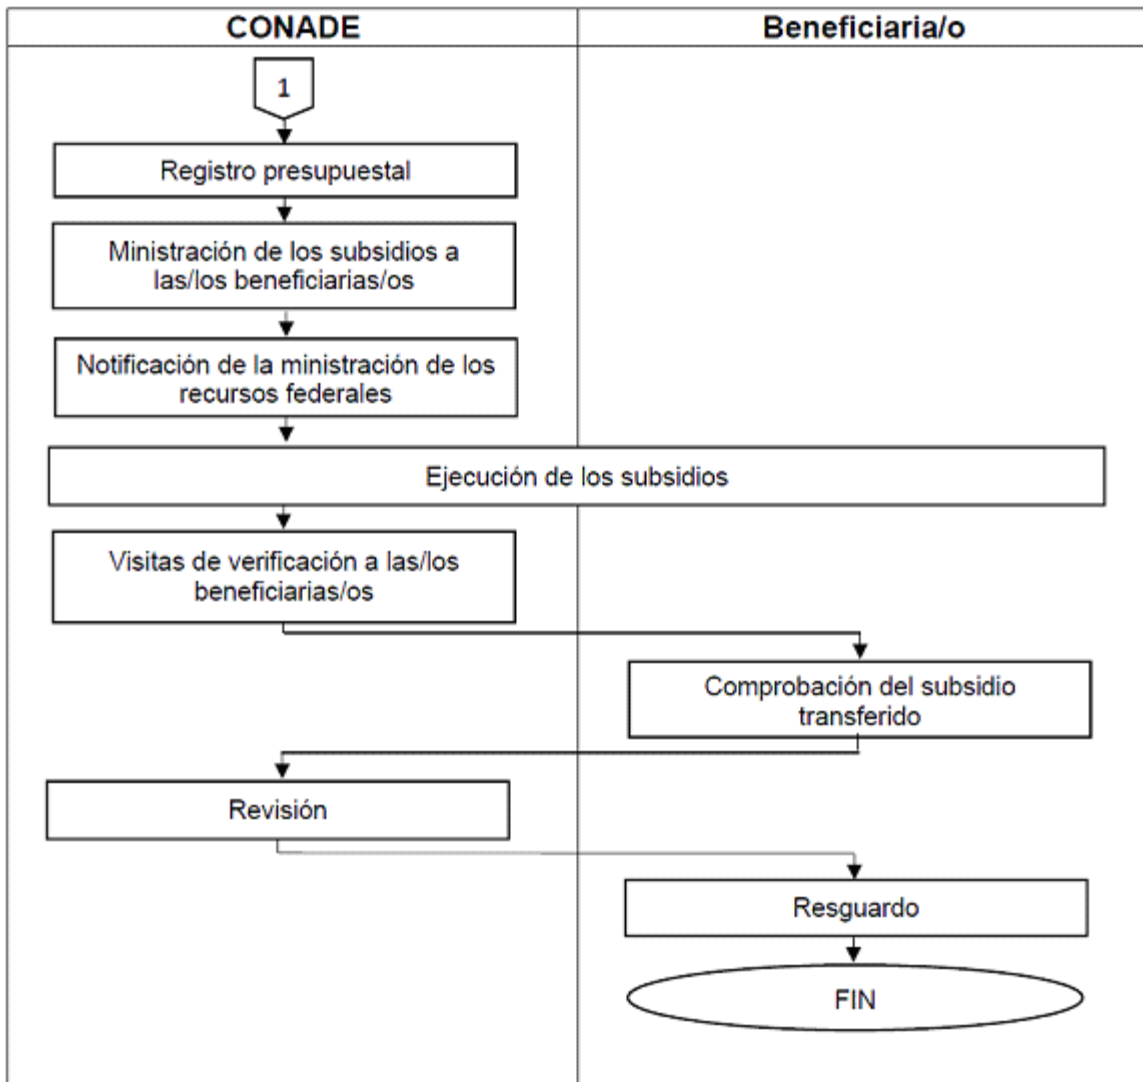 CONADE
Beneficiaria/o
1
Registro presupuestal
Ministración de los subsidios a
las/los beneficiarias/os
Notificación de la ministración de los
recursos federales
Ejecución de los subsidios
Visitas de verificación a las/los
beneficiarias/os
Comprobación del subsidio
transferido
Revisión
Resguardo
FIN